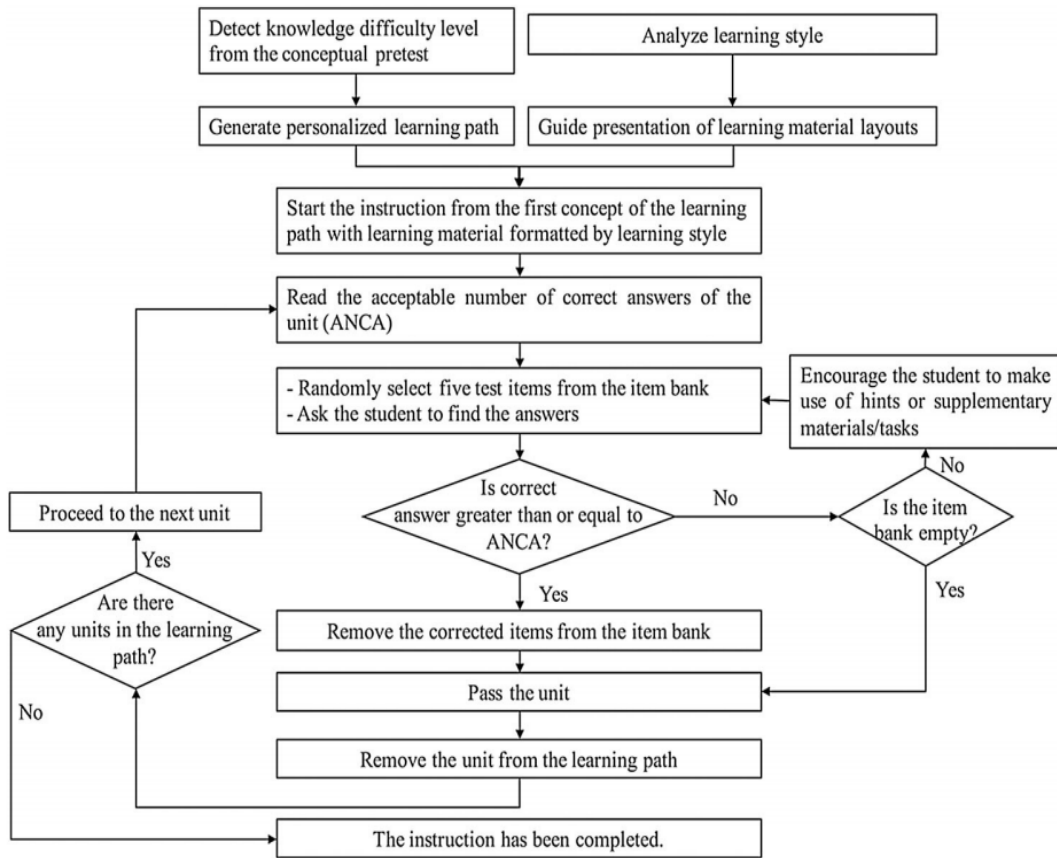 Detect knowledge difficulty level
from the conceptual pretest
Analyze learning style
Generate personalized learning path
Guide presentation of learning material layouts
Start the instruction from the first concept of the learning
path with learning material formatted by learning style
Read the acceptable number of correct answers of the
unit (ANCA)
- Randomly select five test items from the item bank
- Ask the student to find the answers
Encourage the student to make
use of hints or supplementary
materials/tasks
No
Is correct
answer greater than or equal to
ANCA?
No
Is the item
bank empty?
Yes
Yes
Proceed to the next unit
Yes
Are there
any units in the learning
path?
No
Remove the corrected items from the item bank
Pass the unit
Remove the unit from the learning path
The instruction has been completed.